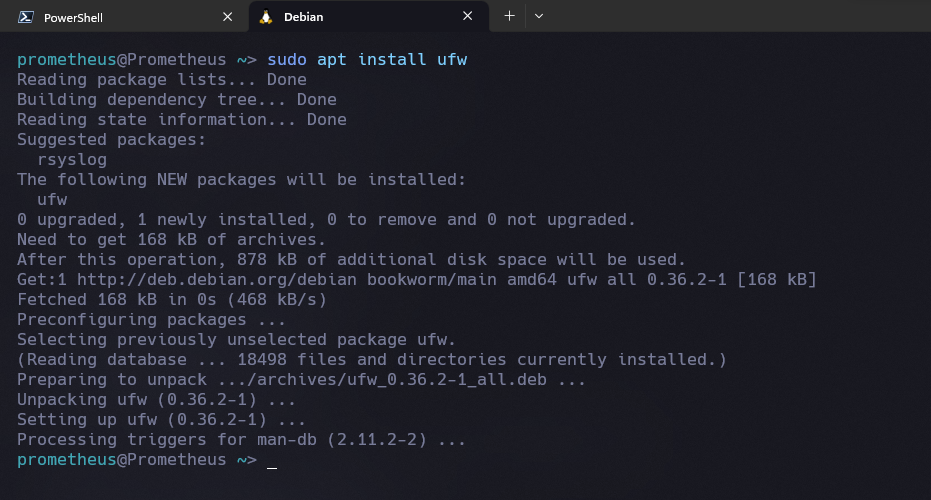 PowerShell
Debian
prometheus@Prometheus ~> sudo apt install ufw
Reading package lists... Done
Building dependency tree... Done
Reading state information... Done
Suggested packages:
  rsyslog
The following NEW packages will be installed:
  ufw
0 upgraded, 1 newly installed, 0 to remove and 0 not upgraded.
Need to get 168 kB of archives.
After this operation, 878 kB of additional disk space will be used.
Get:1 http://deb.debian.org/debian bookworm/main amd64 ufw all 0.36.2-1 [168 kB]
Fetched 168 kB in 0s (468 kB/s)
Preconfiguring packages ...
Selecting previously unselected package ufw.
(Reading database ... 18498 files and directories currently installed.)
Preparing to unpack .../archives/ufw_0.36.2-1_all.deb ...
Unpacking ufw (0.36.2-1) ...
Setting up ufw (0.36.2-1) ...
Processing triggers for man-db (2.11.2-2) ...
prometheus@Prometheus ~> _